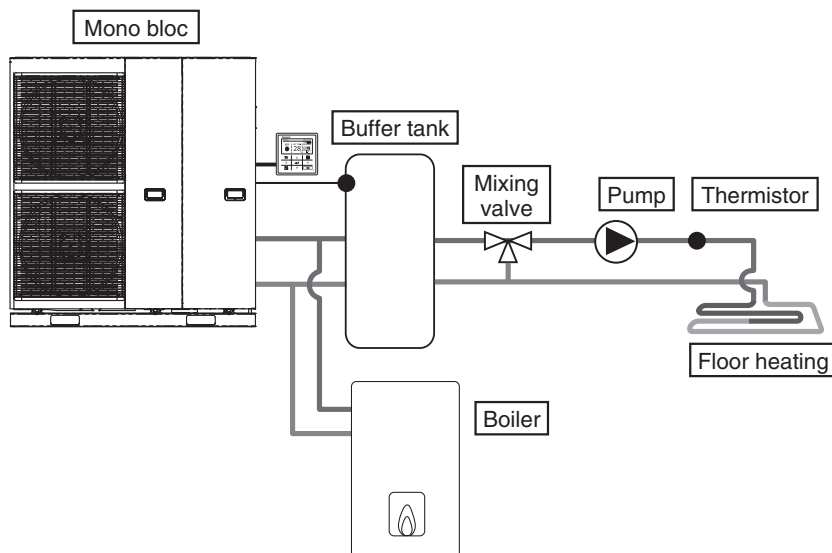 Mono bloc
Buffer tank
Mixing
valve
Pump
Thermistor
Floor heating
Boiler